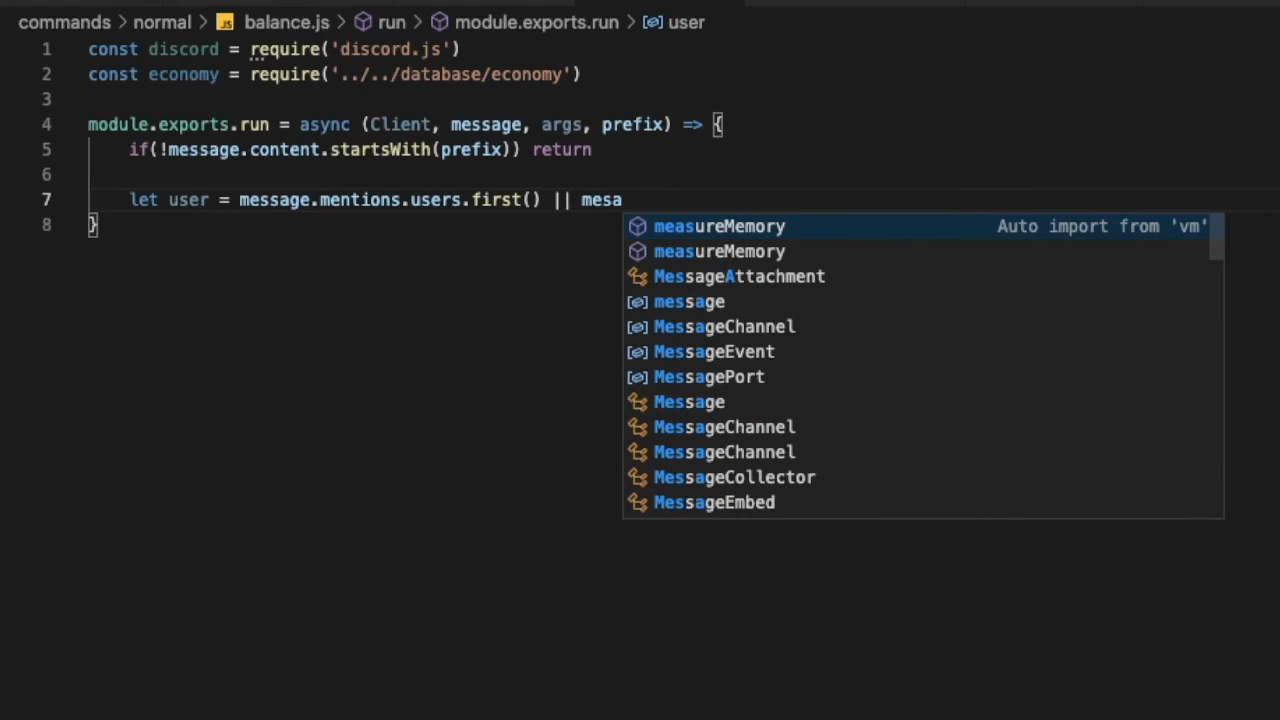 commands > normal > JS balance.js > run > module.exports.run > user
1 const discord = require('discord.js')
2 const economy = require('../../database/economy')
3
4 module.exports.run = async (Client, message, args, prefix) => {
5 if(!message.content.startsWith(prefix)) return
6
7 let user = message.mentions.users.first() || mesa
8 }
measureMemory Auto import from 'vm'
measureMemory
MessageAttachment
message
MessageChannel
MessageEvent
MessagePort
Message
MessageChannel
MessageChannel
MessageCollector
MessageEmbed